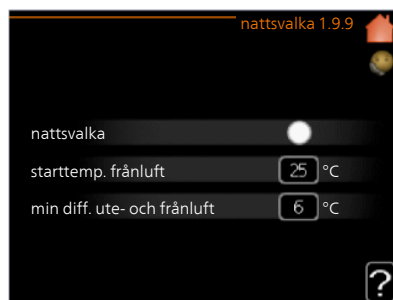 nattsvalka 1.9.9
nattsvalka
starttemp. frånluft 25 °C
min diff. ute- och frånluft 6 °C
?